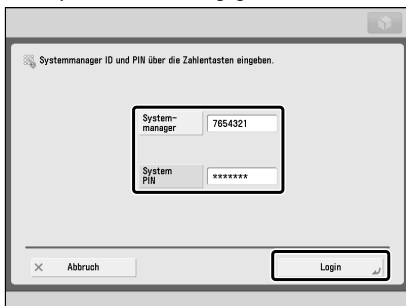 Systemmanager ID und PIN über die Zahlentasten eingeben.
System-
manager
7654321
System
PIN
*******
Abbruch
Login